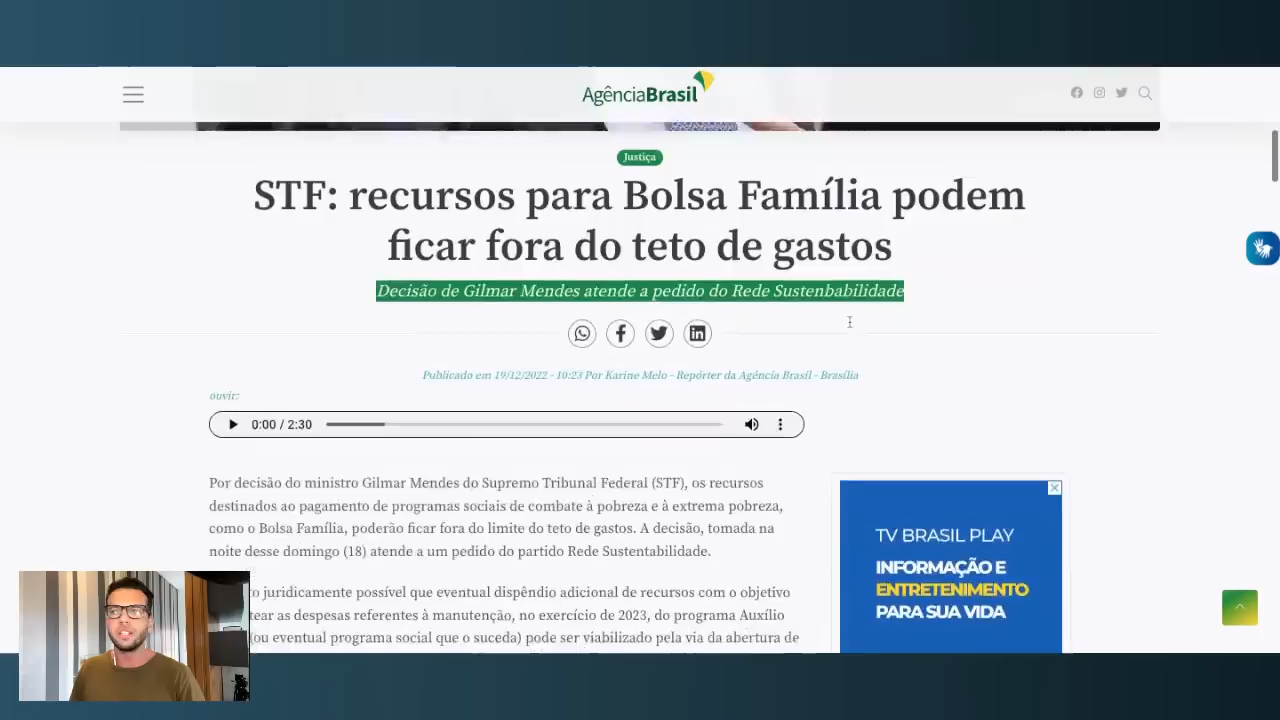 AgênciaBrasil
Justiça
STF: recursos para Bolsa Família podem
ficar fora do teto de gastos
Decisão de Gilmar Mendes atende a pedido do Rede Sustenbabilidade
Publicado em 19/12/2022 - 10:23 Por Karine Melo - Repórter da Agência Brasil - Brasília
ouvir:
0:00 / 2:30
Por decisão do ministro Gilmar Mendes do Supremo Tribunal Federal (STF), os recursos
destinados ao pagamento de programas sociais de combate à pobreza e à extrema pobreza,
como o Bolsa Família, poderão ficar fora do limite do teto de gastos. A decisão, tomada na
noite desse domingo (18) atende a um pedido do partido Rede Sustentabilidade.
juridicamente possível que eventual dispêndio adicional de recursos com o objetivo
as despesas referentes à manutenção, no exercício de 2023, do programa Auxílio
(ou eventual programa social que o suceda) pode ser viabilizado pela via da abertura de
TV BRASIL PLAY
INFORMAÇÃO E
ENTRETENIMENTO
PARA SUA VIDA